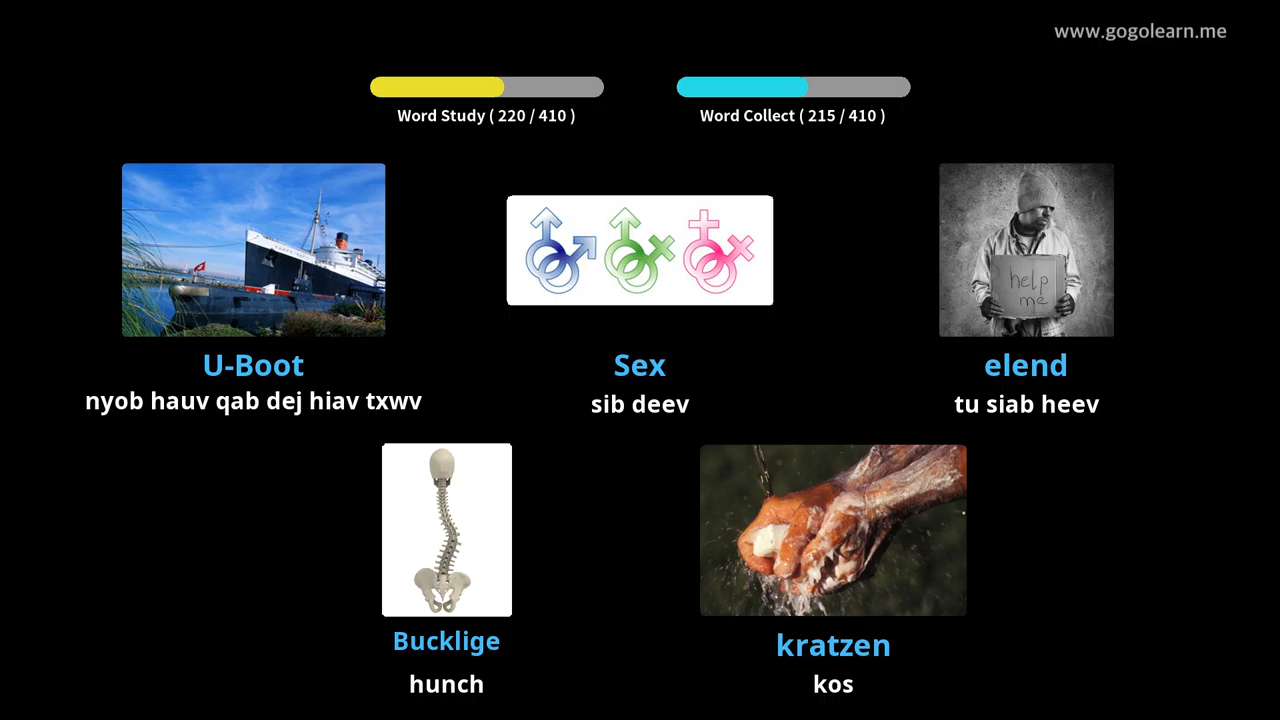 www.gogolearn.me
Word Study ( 220 / 410 )
Word Collect ( 215 / 410 )
help
me
U-Boot
nyob hauv qab dej hiav txwv
Sex
sib deev
elend
tu siab heev
Bucklige
hunch
kratzen
kos